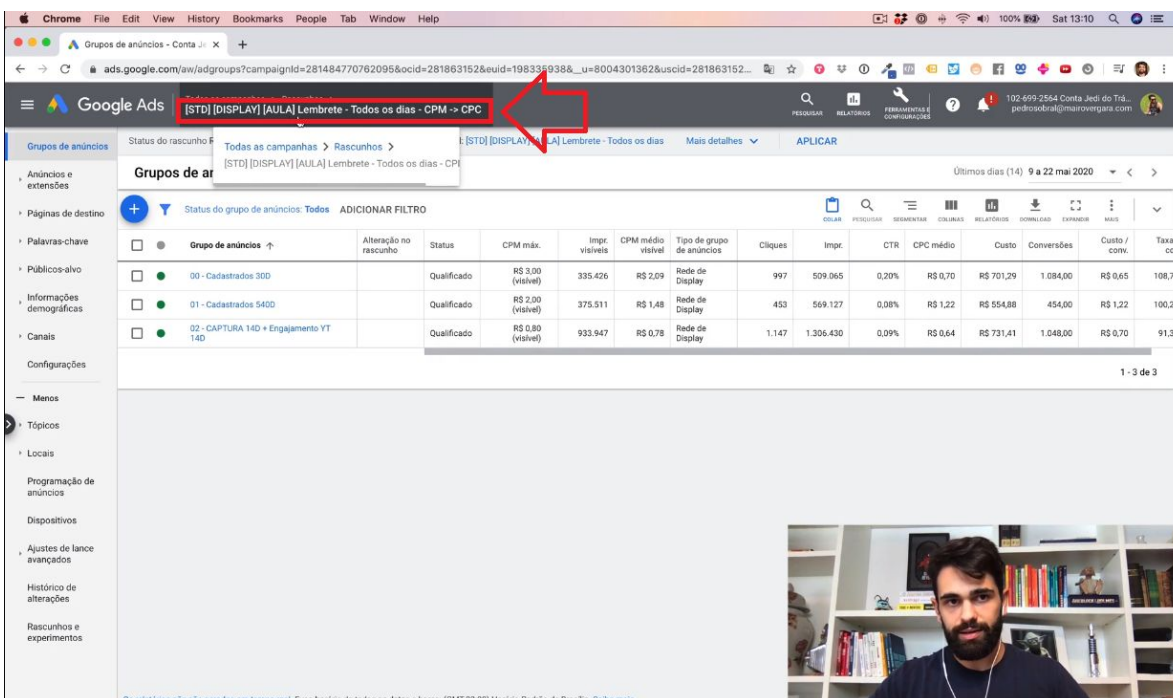 Chrome File Edit View History Bookmarks People Tab Window Help
100% Sat 13:10
Grupos de anúncios - Conta Je
ads.google.com/aw/adgroups?campaignId=281484770762095&ocid=281863152&euid=198335938&__u=8004301362&uscid=281863152...
Google Ads
[STD] [DISPLAY] [AULA] Lembrete - Todos os dias - CPM -> CPC
PESQUISAR
RELATÓRIOS
FERRAMENTAS E
CONFIGURAÇÕES
102-699-2564 Conta Jedi do Trá...
pedrosobral@mairovergara.com
Status do rascunho
[STD] [DISPLAY] [AULA] Lembrete - Todos os dias
Mais detalhes
APLICAR
Todas as campanhas > Rascunhos >
[STD] [DISPLAY] [AULA] Lembrete - Todos os dias - CPI
Grupos de
Últimos dias (14) 9 a 22 mai 2020
Status do grupo de anúncios: Todos ADICIONAR FILTRO
COLAR PESQUISAR SEGMENTAR COLUNAS RELATÓRIOS DOWNLOAD EXPANDIR MAIS
Grupo de anúncios
Alteração no
rascunho
Status
CPM máx.
Impr.
visíveis
CPM médio
visível
Tipo de grupo
de anúncios
Cliques
Impr.
CTR
CPC médio
Custo
Conversões
Custo /
conv.
Taxa
00 - Cadastrados 30D Qualificado R$ 3,00 (visível) 335.426 R$ 2,09 Rede de Display 997 509.065 0,20% R$ 0,70 R$ 701,29 1.084,00 R$ 0,65 108,7
01 - Cadastrados 540D Qualificado R$ 2,00 (visível) 375.511 R$ 1,48 Rede de Display 453 569.127 0,08% R$ 1,22 R$ 554,88 454,00 R$ 1,22 100,2
02 - CAPTURA 14D + Engajamento YT 14D Qualificado R$ 0,80 (visível) 933.947 R$ 0,78 Rede de Display 1.147 1.306.430 0,09% R$ 0,64 R$ 731,41 1.048,00 R$ 0,70 91,3
1 - 3 de 3
Grupos de anúncios
Anúncios e
extensões
Páginas de destino
Palavras-chave
Públicos-alvo
Informações
demográficas
Canais
Configurações
Menos
Tópicos
Locais
Programação de
anúncios
Dispositivos
Ajustes de lance
avançados
Histórico de
alterações
Rascunhos e
experimentos